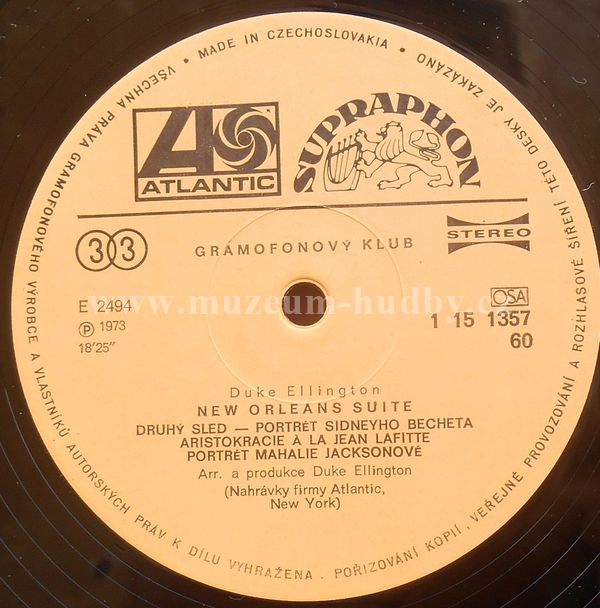 VŠECHNA PRÁVA GRAMOFONOVÉHO VÝROBCE A VLASTNÍKŮ AUTORSKÝCH PRÁV K DÍLU VYHRAŽENA. POŘIZOVÁNÍ KOPIÍ, VEŘEJNÉ PROVOZOVÁNÍ A ROZHLASOVÉ ŠÍŘENÍ TÉTO DESKY JE ZAKÁZÁNO
• MADE IN CZECHOSLOVAKIA •
ATLANTIC
SUPRAPHON
33
GRAMOFONOVÝ KLUB
STEREO
E 2494
℗ 1973
18'25"
www.muzeum-hudby.cz
OSA
1 15 1357
60
Duke Ellington
NEW ORLEANS SUITE
DRUHÝ SLED — PORTRÉT SIDNEYHO BECHETA
ARISTOKRACIE À LA JEAN LAFITTE
PORTRÉT MAHALIE JACKSONOVÉ
Arr. a produkce Duke Ellington
(Nahrávky firmy Atlantic,
New York)